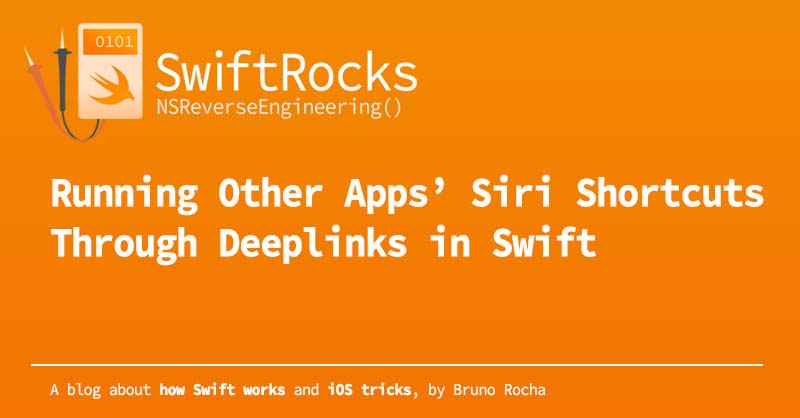 0101
SwiftRocks
NSReverseEngineering()
Running Other Apps’ Siri Shortcuts
Through Deeplinks in Swift
A blog about how Swift works and iOS tricks, by Bruno Rocha